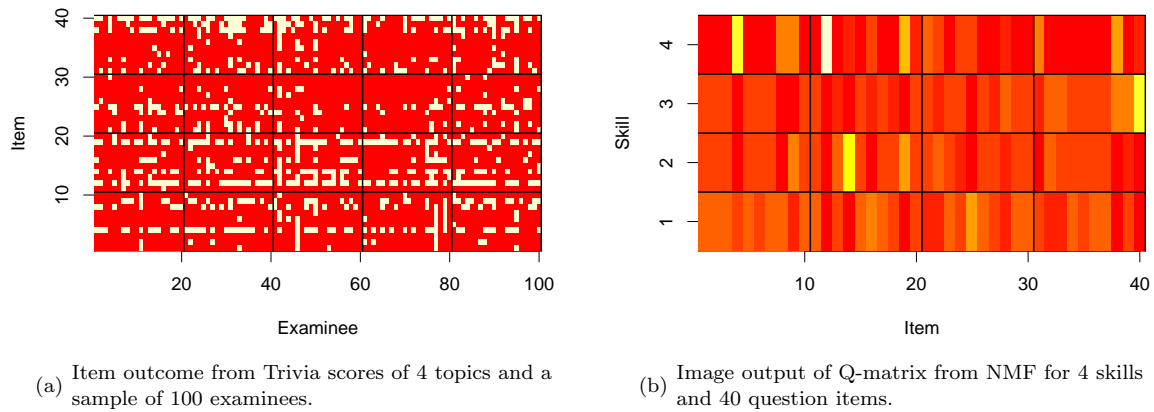 40
30
20
10
Item
20
40
60
80
100
Examinee
(a) Item outcome from Trivia scores of 4 topics and a
sample of 100 examinees.
4
3
2
1
Skill
10
20
30
40
Item
(b) Image output of Q-matrix from NMF for 4 skills
and 40 question items.